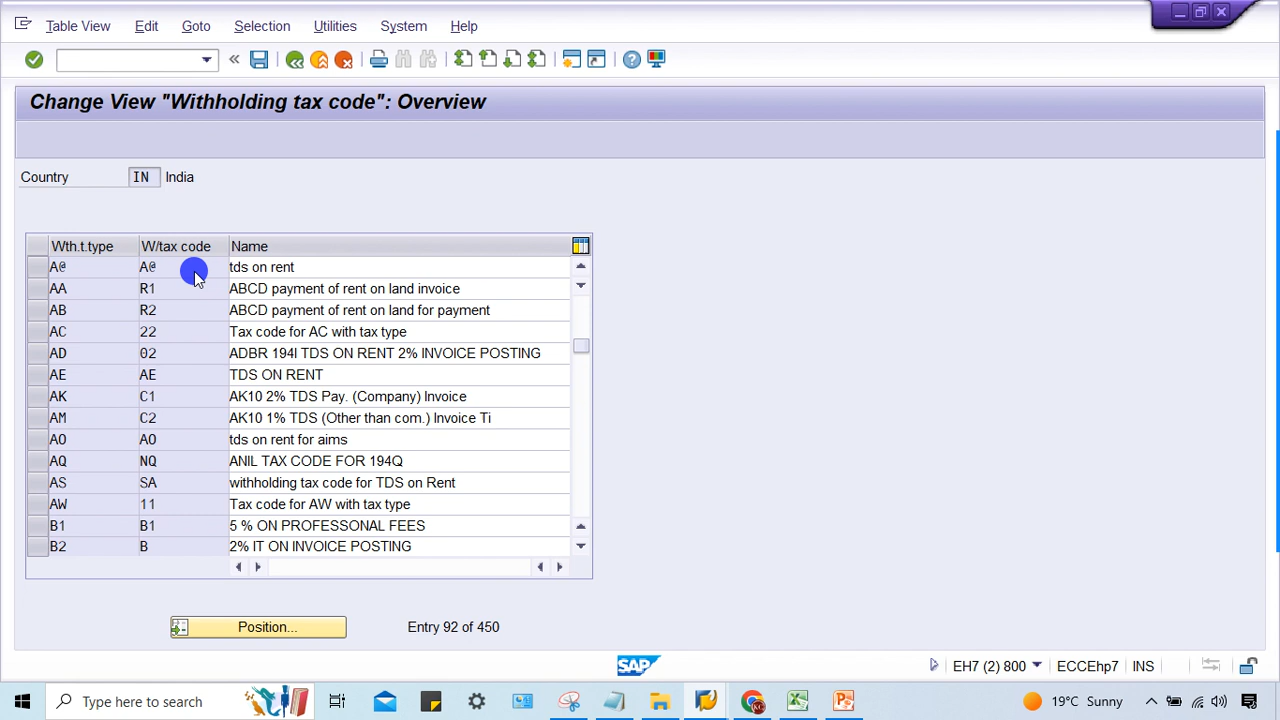 Table View Edit Goto Selection Utilities System Help
Change View "Withholding tax code": Overview
Country IN India
Wth.t.type W/tax code Name
A@ A@ tds on rent
AA R1 ABCD payment of rent on land invoice
AB R2 ABCD payment of rent on land for payment
AC 22 Tax code for AC with tax type
AD 02 ADBR 194I TDS ON RENT 2% INVOICE POSTING
AE AE TDS ON RENT
AK C1 AK10 2% TDS Pay. (Company) Invoice
AM C2 AK10 1% TDS (Other than com.) Invoice Ti
AO AO tds on rent for aims
AQ NQ ANIL TAX CODE FOR 194Q
AS SA withholding tax code for TDS on Rent
AW 11 Tax code for AW with tax type
B1 B1 5 % ON PROFESSONAL FEES
B2 B 2% IT ON INVOICE POSTING
Position... Entry 92 of 450
SAP EH7 (2) 800 ECCEhp7 INS
Type here to search 19°C Sunny